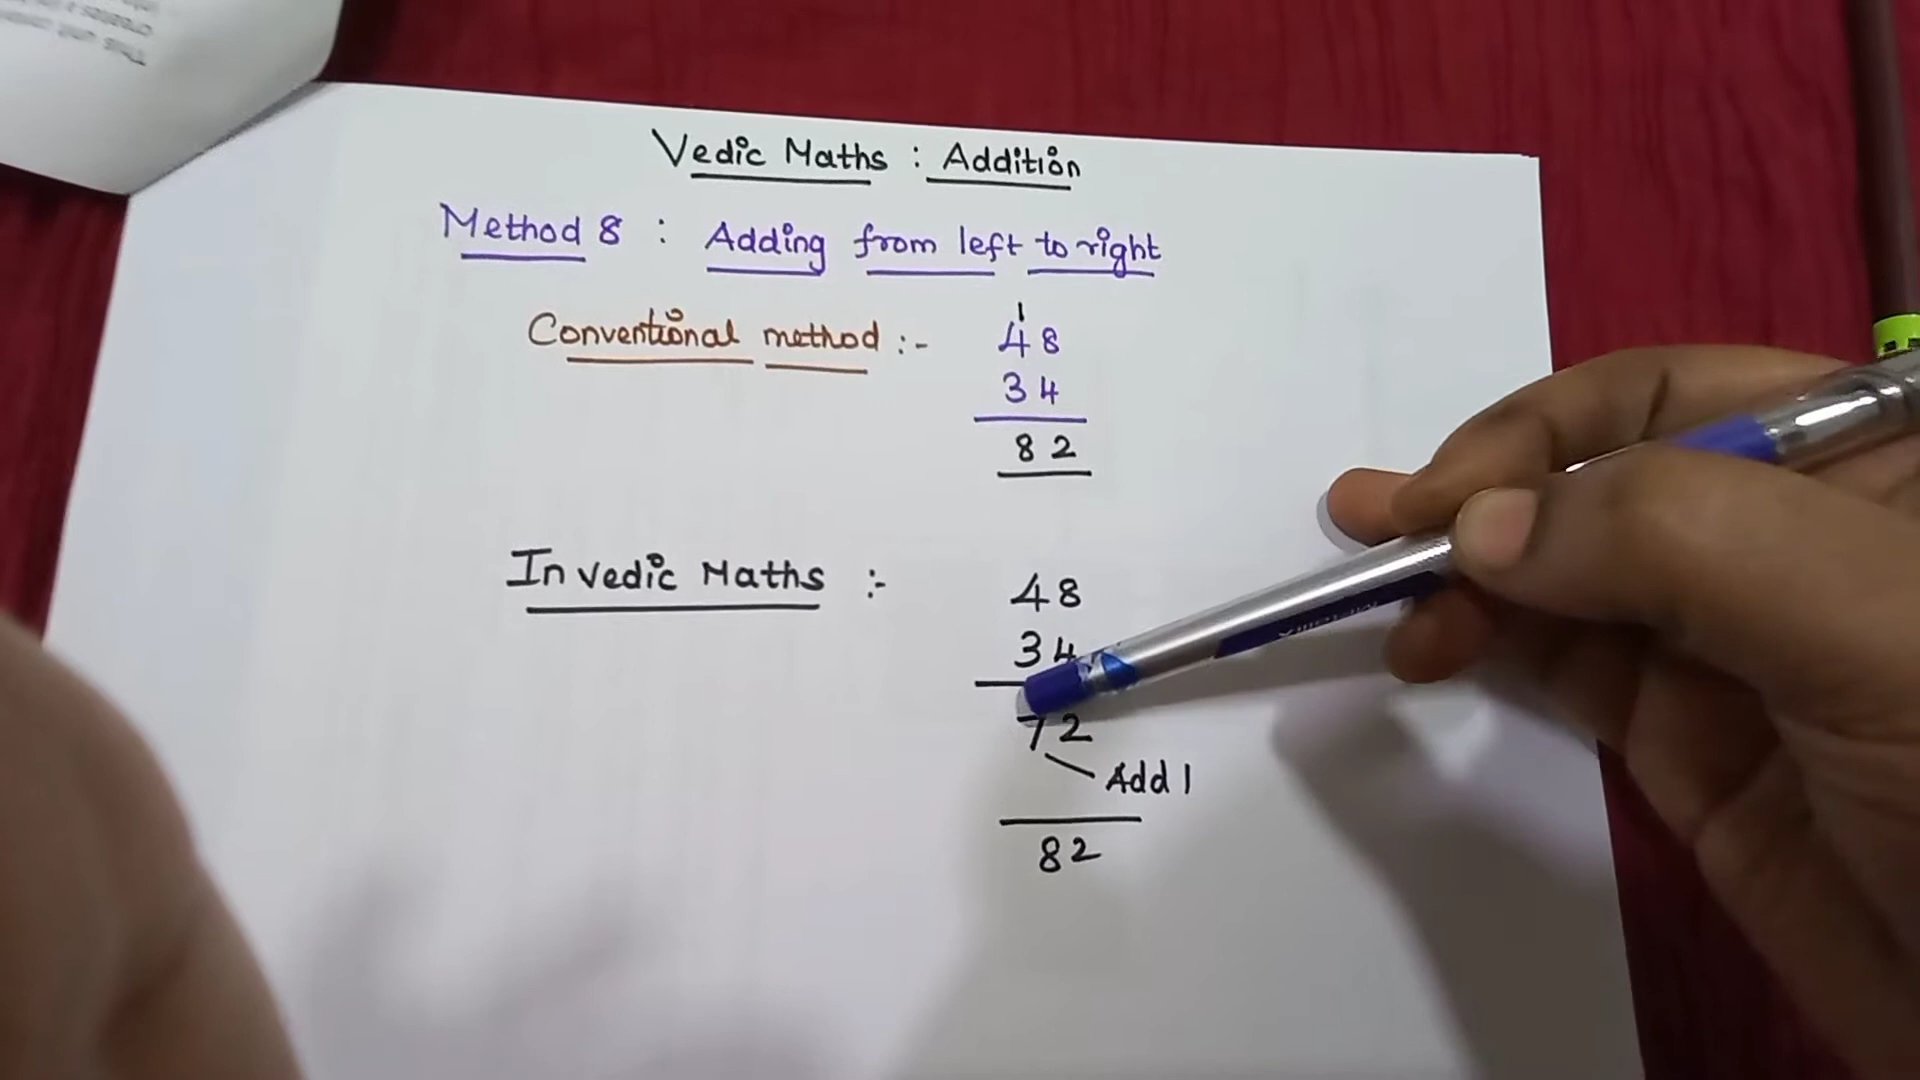 Vedic Maths : Addition
Method 8 : Adding from left to right
Conventional method :-
1
48
34
82
In vedic Maths :-
48
34
72
Add 1
82